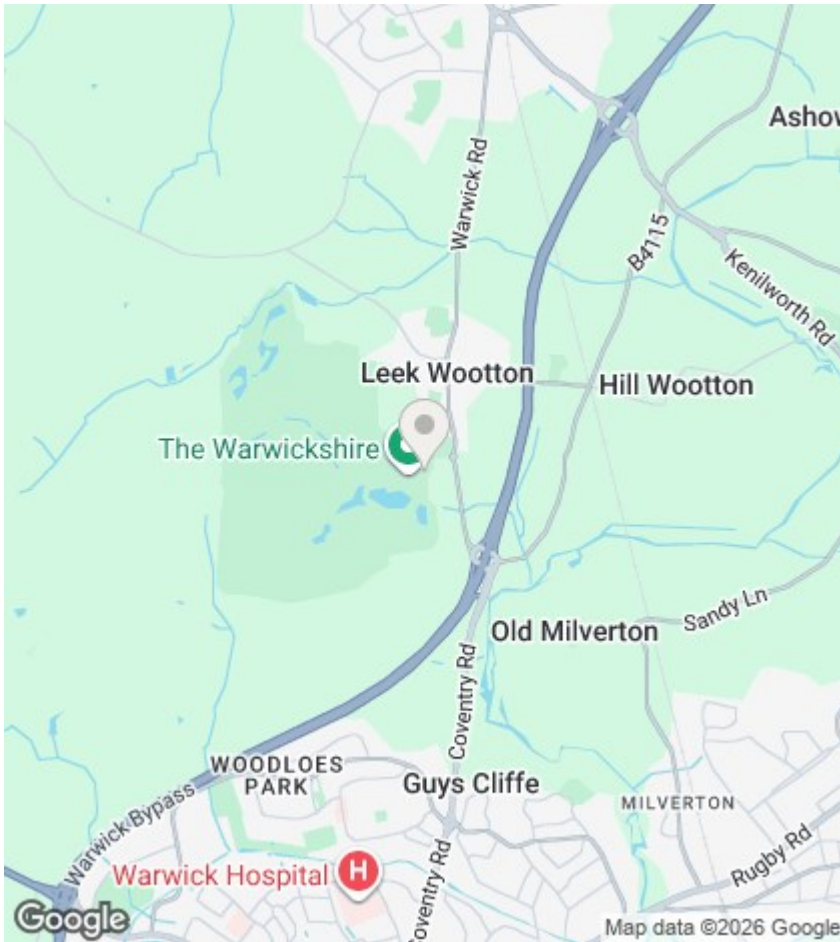 Ashow
Warwick Rd
B4115
Kenilworth Rd
Leek Wootton
Hill Wootton
The Warwickshire
Sandy Ln
Old Milverton
Coventry Rd
WOODLOES
PARK
Guys Cliffe
MILVERTON
Warwick Bypass
Rugby Rd
Warwick Hospital
H
Coventry Rd
Google
Map data ©2026 Google